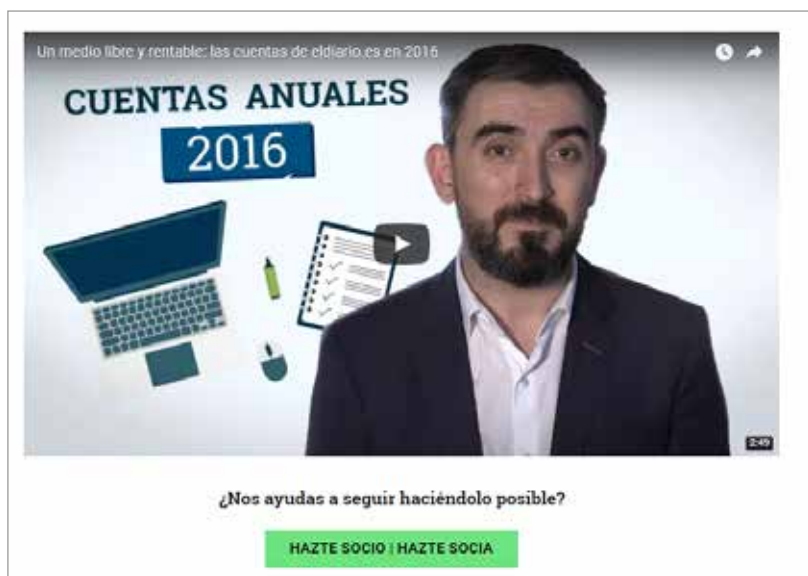 Un medio libre y rentable: las cuentas de eldiario.es en 2016
CUENTAS ANUALES
2016
2:49
¿Nos ayudas a seguir haciéndolo posible?
HAZTE SOCIO | HAZTE SOCIA